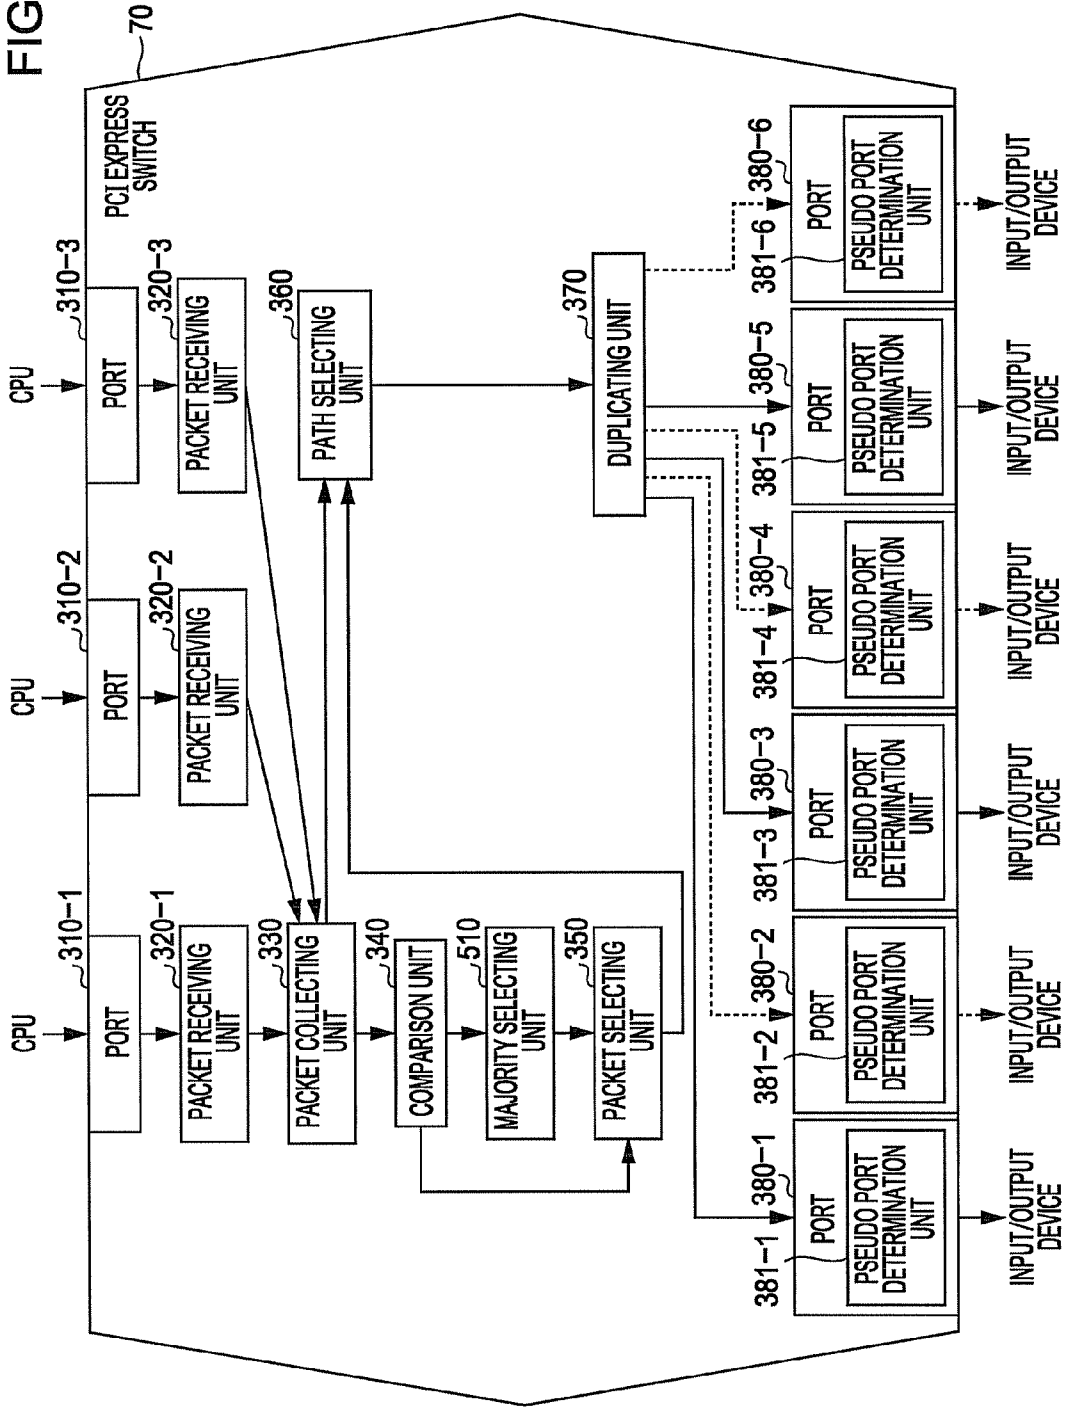 FIG
70
PCI EXPRESS
SWITCH
CPU
CPU
CPU
310-1
PORT
310-2
PORT
310-3
PORT
320-1
PACKET RECEIVING
UNIT
320-2
PACKET RECEIVING
UNIT
320-3
PACKET RECEIVING
UNIT
330
PACKET COLLECTING
UNIT
360
PATH SELECTING
UNIT
340
COMPARISON UNIT
510
MAJORITY SELECTING
UNIT
350
PACKET SELECTING
UNIT
370
DUPLICATING UNIT
380-1
PORT
381-1
PSEUDO PORT
DETERMINATION
UNIT
380-2
PORT
381-2
PSEUDO PORT
DETERMINATION
UNIT
380-3
PORT
381-3
PSEUDO PORT
DETERMINATION
UNIT
380-4
PORT
381-4
PSEUDO PORT
DETERMINATION
UNIT
380-5
PORT
381-5
PSEUDO PORT
DETERMINATION
UNIT
380-6
PORT
381-6
PSEUDO PORT
DETERMINATION
UNIT
INPUT/OUTPUT
DEVICE
INPUT/OUTPUT
DEVICE
INPUT/OUTPUT
DEVICE
INPUT/OUTPUT
DEVICE
INPUT/OUTPUT
DEVICE
INPUT/OUTPUT
DEVICE